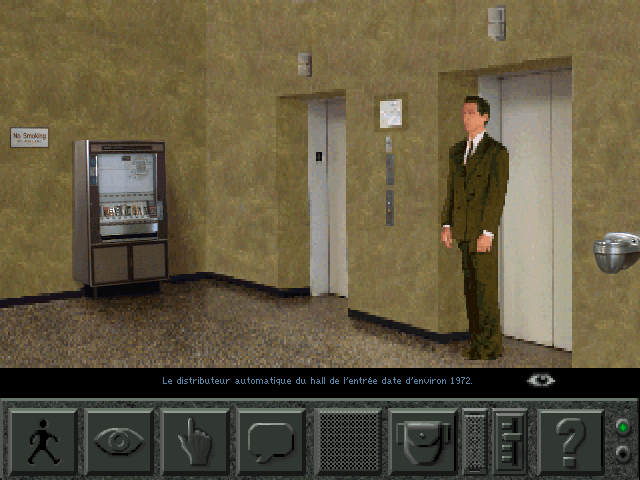 No Smoking
Le distributeur automatique du hall de l'entrée date d'environ 1972.
?